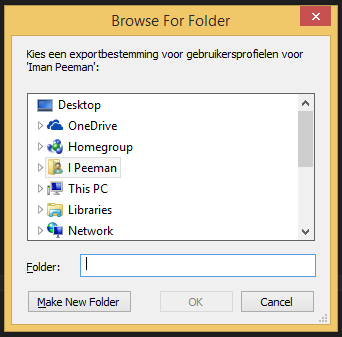 Browse For Folder
Kies een exportbestemming voor gebruikersprofielen voor
'Iman Peeman':
Desktop
OneDrive
Homegroup
I Peeman
This PC
Libraries
Network
Folder:
Make New Folder
OK
Cancel